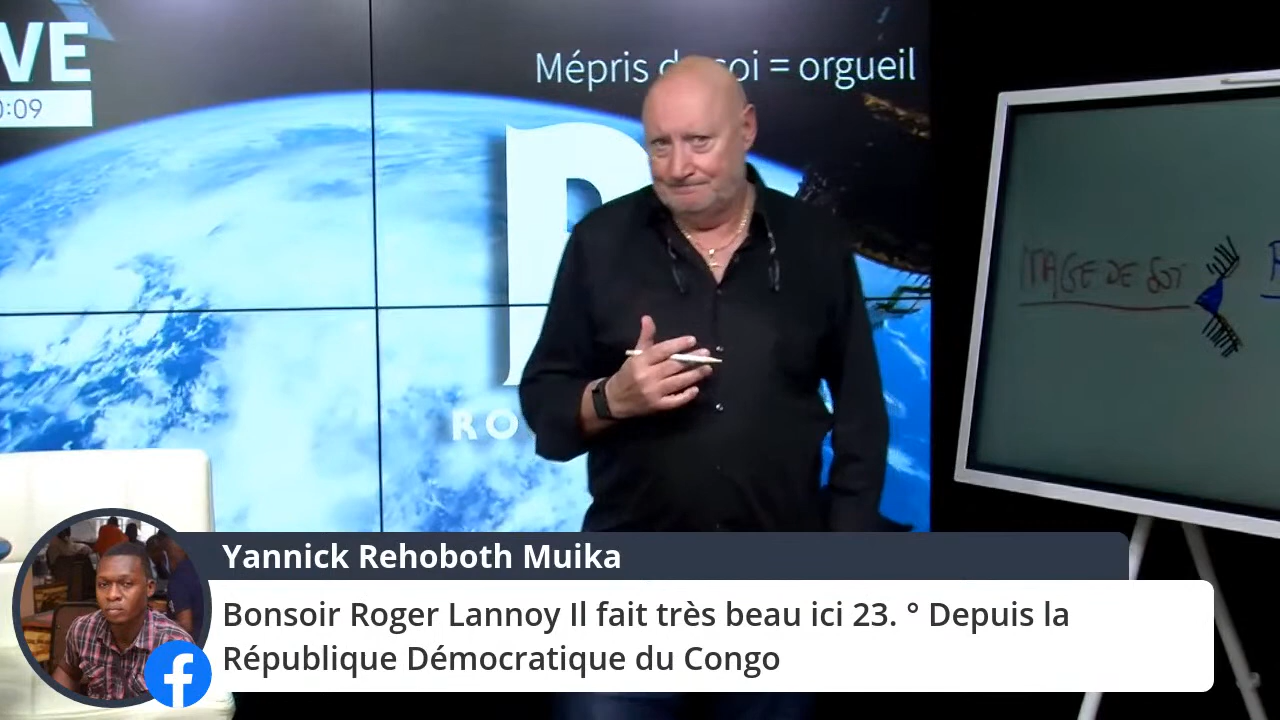 VE
0:09
Mépris de soi = orgueil
RO
IMAGE DE SOI
Yannick Rehoboth Muika
Bonsoir Roger Lannoy Il fait très beau ici 23. ° Depuis la
République Démocratique du Congo